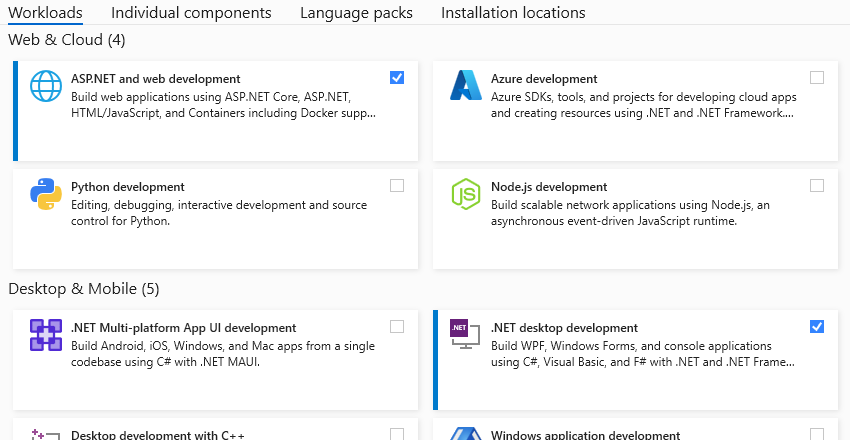 Workloads Individual components Language packs Installation locations
Web & Cloud (4)
ASP.NET and web development
Build web applications using ASP.NET Core, ASP.NET,
HTML/JavaScript, and Containers including Docker supp...
Azure development
Azure SDKs, tools, and projects for developing cloud apps
and creating resources using .NET and .NET Framework....
Python development
Editing, debugging, interactive development and source
control for Python.
Node.js development
Build scalable network applications using Node.js, an
asynchronous event-driven JavaScript runtime.
Desktop & Mobile (5)
.NET Multi-platform App UI development
Build Android, iOS, Windows, and Mac apps from a single
codebase using C# with .NET MAUI.
.NET
.NET desktop development
Build WPF, Windows Forms, and console applications
using C#, Visual Basic, and F# with .NET and .NET Frame...
Desktop development with C++
Windows application development